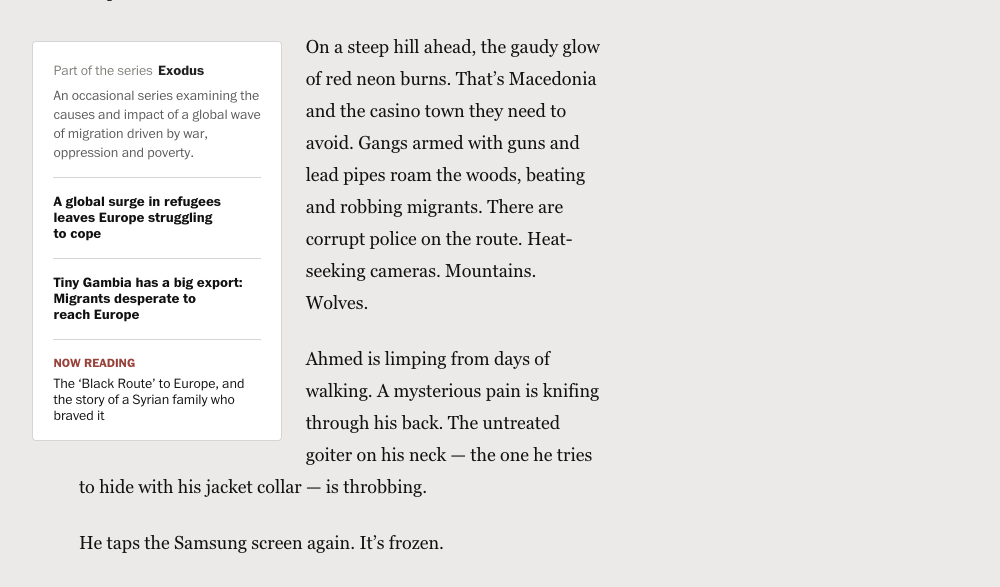 Part of the series Exodus
An occasional series examining the
causes and impact of a global wave
of migration driven by war,
oppression and poverty.
A global surge in refugees
leaves Europe struggling
to cope
Tiny Gambia has a big export:
Migrants desperate to
reach Europe
NOW READING
The ‘Black Route’ to Europe, and
the story of a Syrian family who
braved it
On a steep hill ahead, the gaudy glow
of red neon burns. That’s Macedonia
and the casino town they need to
avoid. Gangs armed with guns and
lead pipes roam the woods, beating
and robbing migrants. There are
corrupt police on the route. Heat-
seeking cameras. Mountains.
Wolves.
Ahmed is limping from days of
walking. A mysterious pain is knifing
through his back. The untreated
goiter on his neck — the one he tries
to hide with his jacket collar — is throbbing.
He taps the Samsung screen again. It’s frozen.